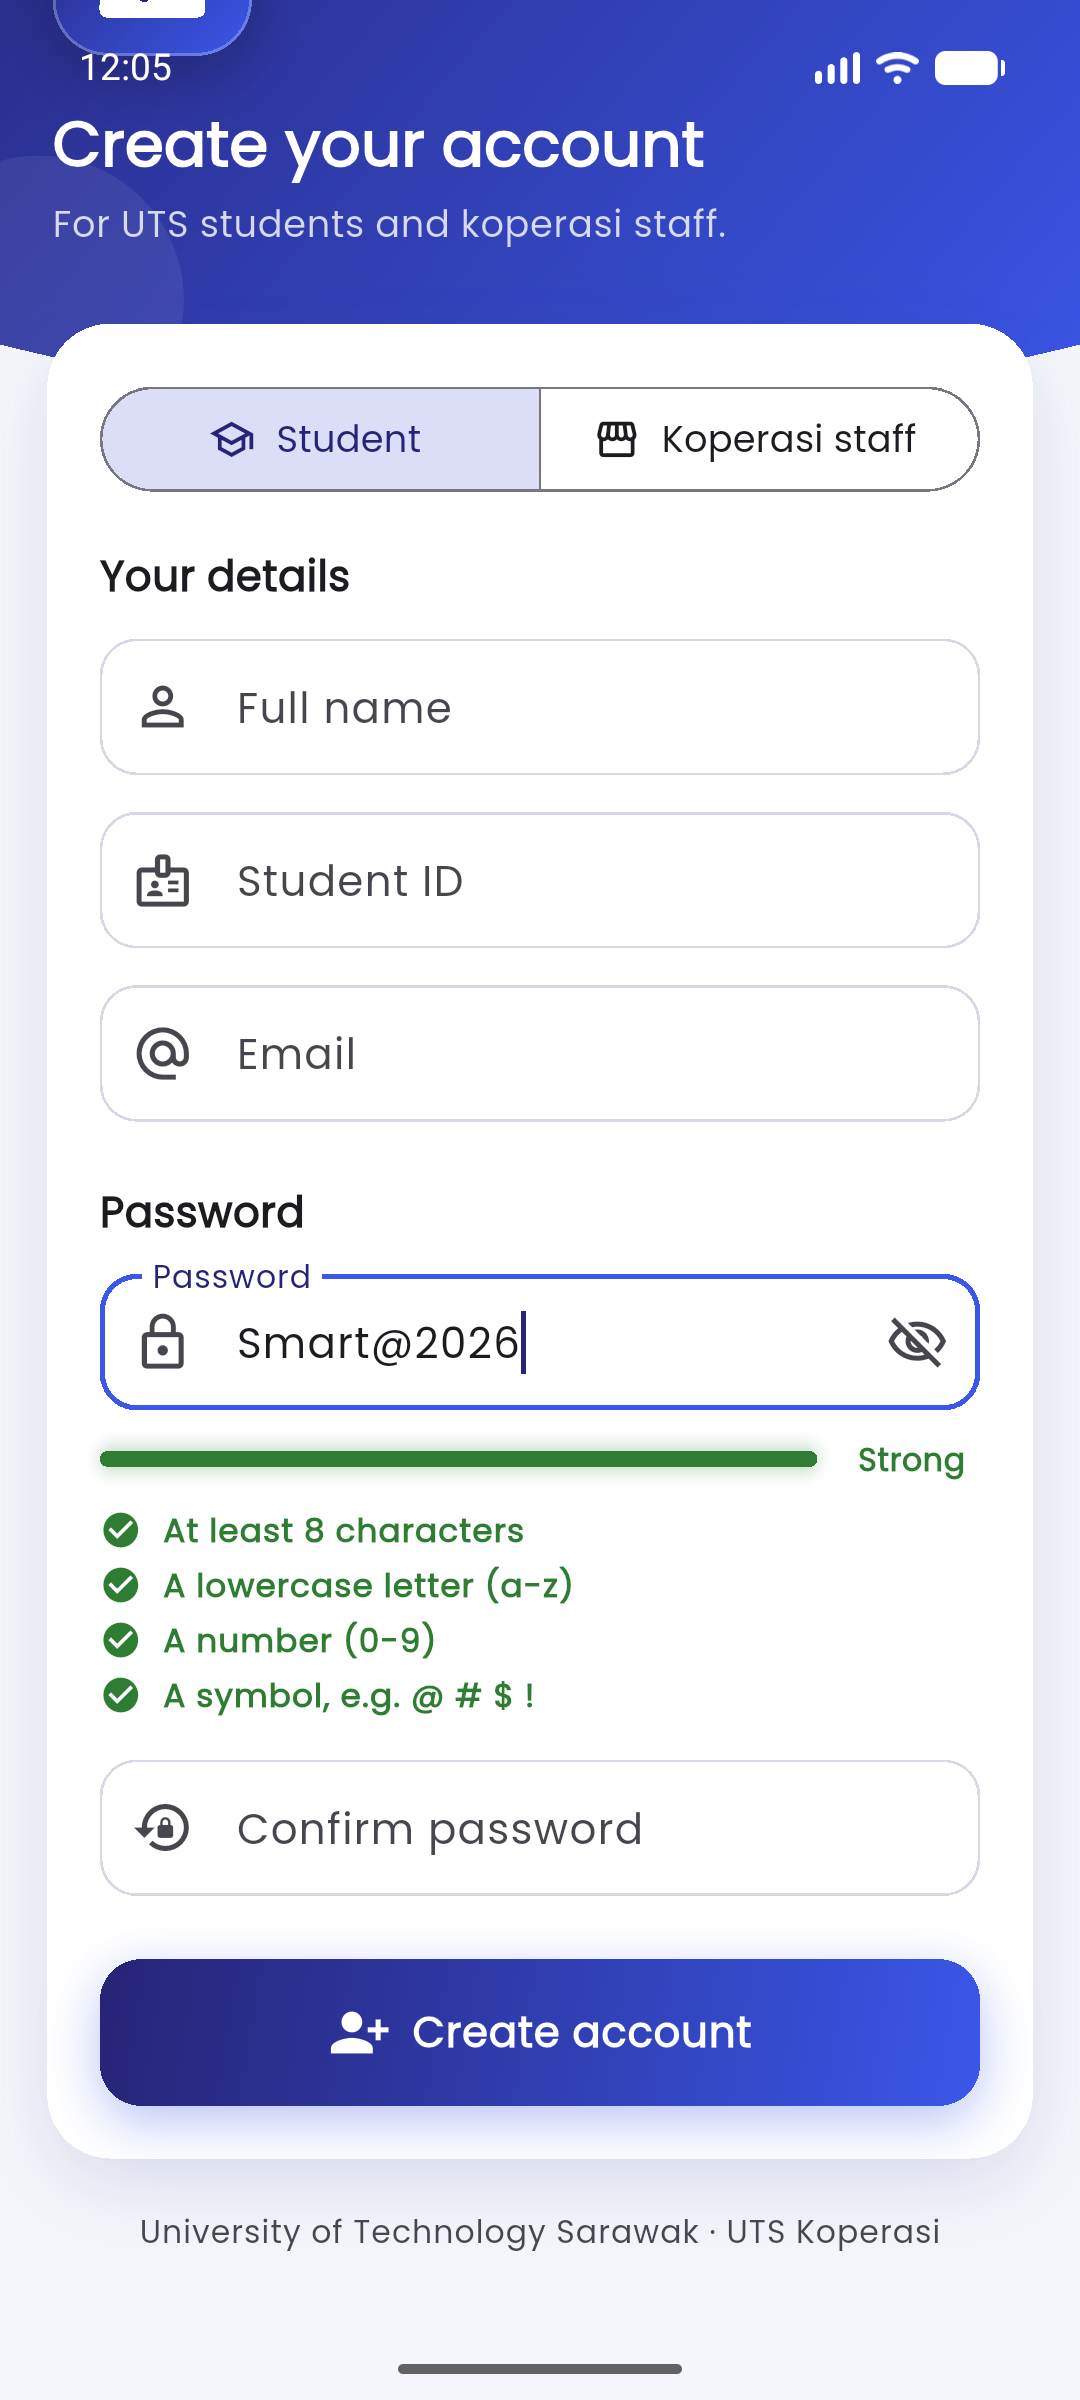 12:05
Create your account
For UTS students and koperasi staff.
Student
Koperasi staff
Your details
Full name
Student ID
Email
Password
Password
Smart@2026
Strong
At least 8 characters
A lowercase letter (a-z)
A number (0-9)
A symbol, e.g. @ # $ !
Confirm password
Create account
University of Technology Sarawak · UTS Koperasi